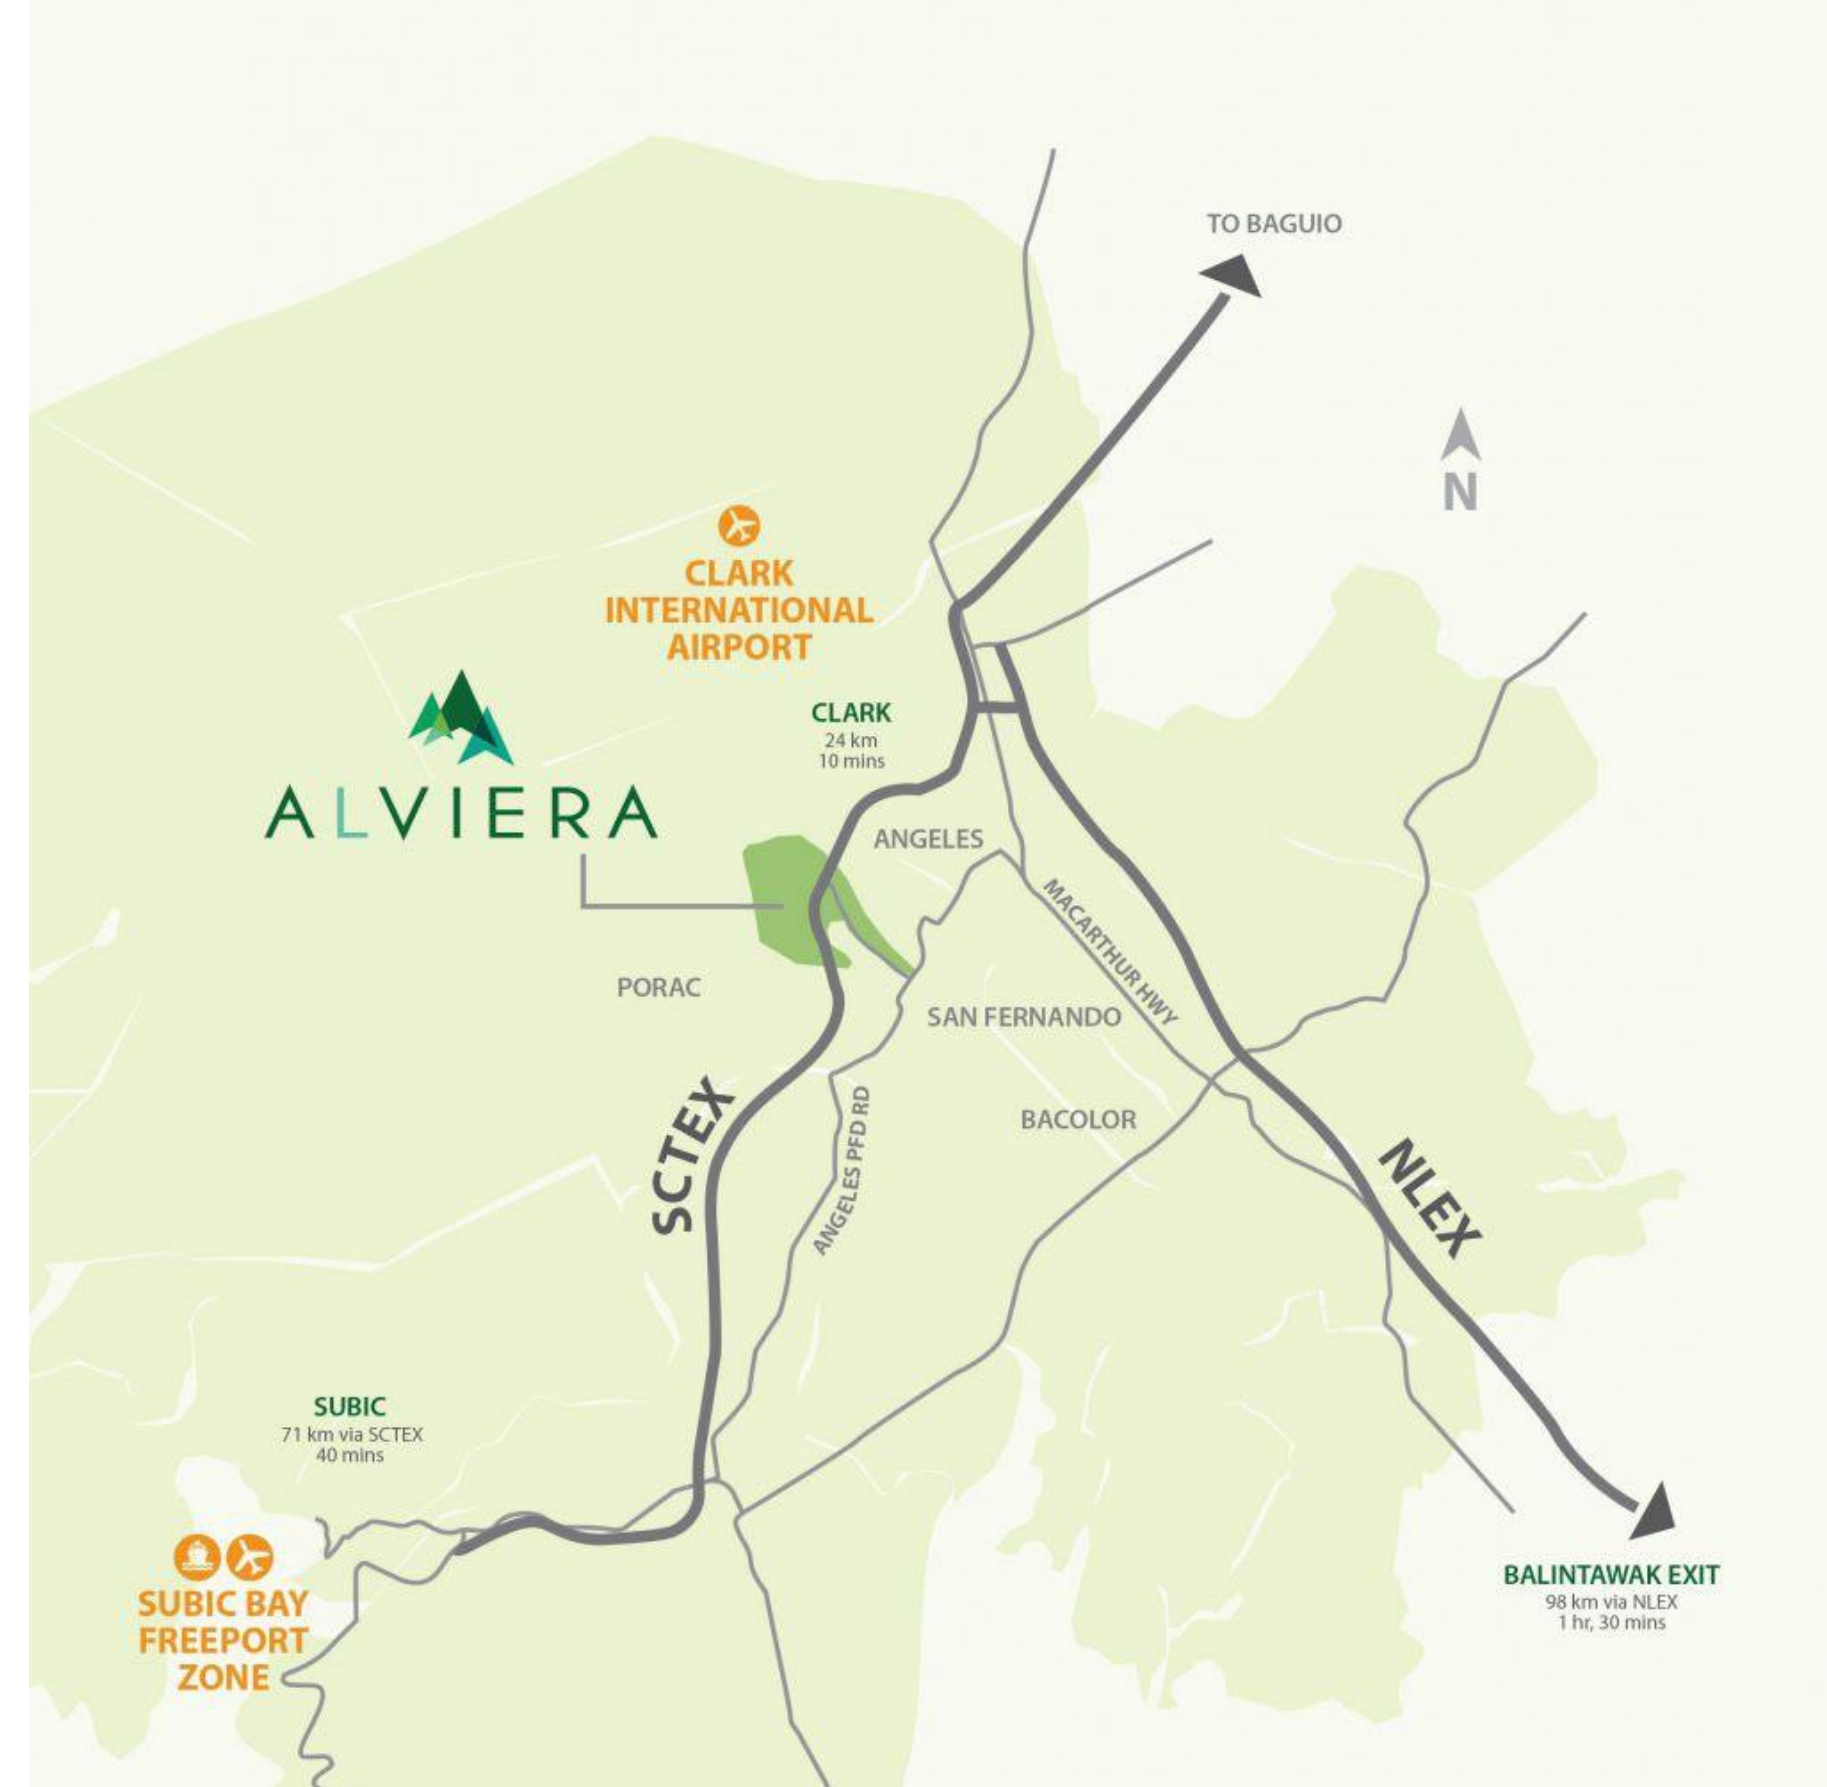 TO BAGUIO
N
CLARK
INTERNATIONAL
AIRPORT
ALVIERA
CLARK
24 km
10 mins
ANGELES
MACARTHUR HWY
PORAC
SAN FERNANDO
SCTEX
ANGELES PFD RD
BACOLOR
NLEX
SUBIC
71 km via SCTEX
40 mins
SUBIC BAY
FREEPORT
ZONE
BALINTAWAK EXIT
98 km via NLEX
1 hr, 30 mins